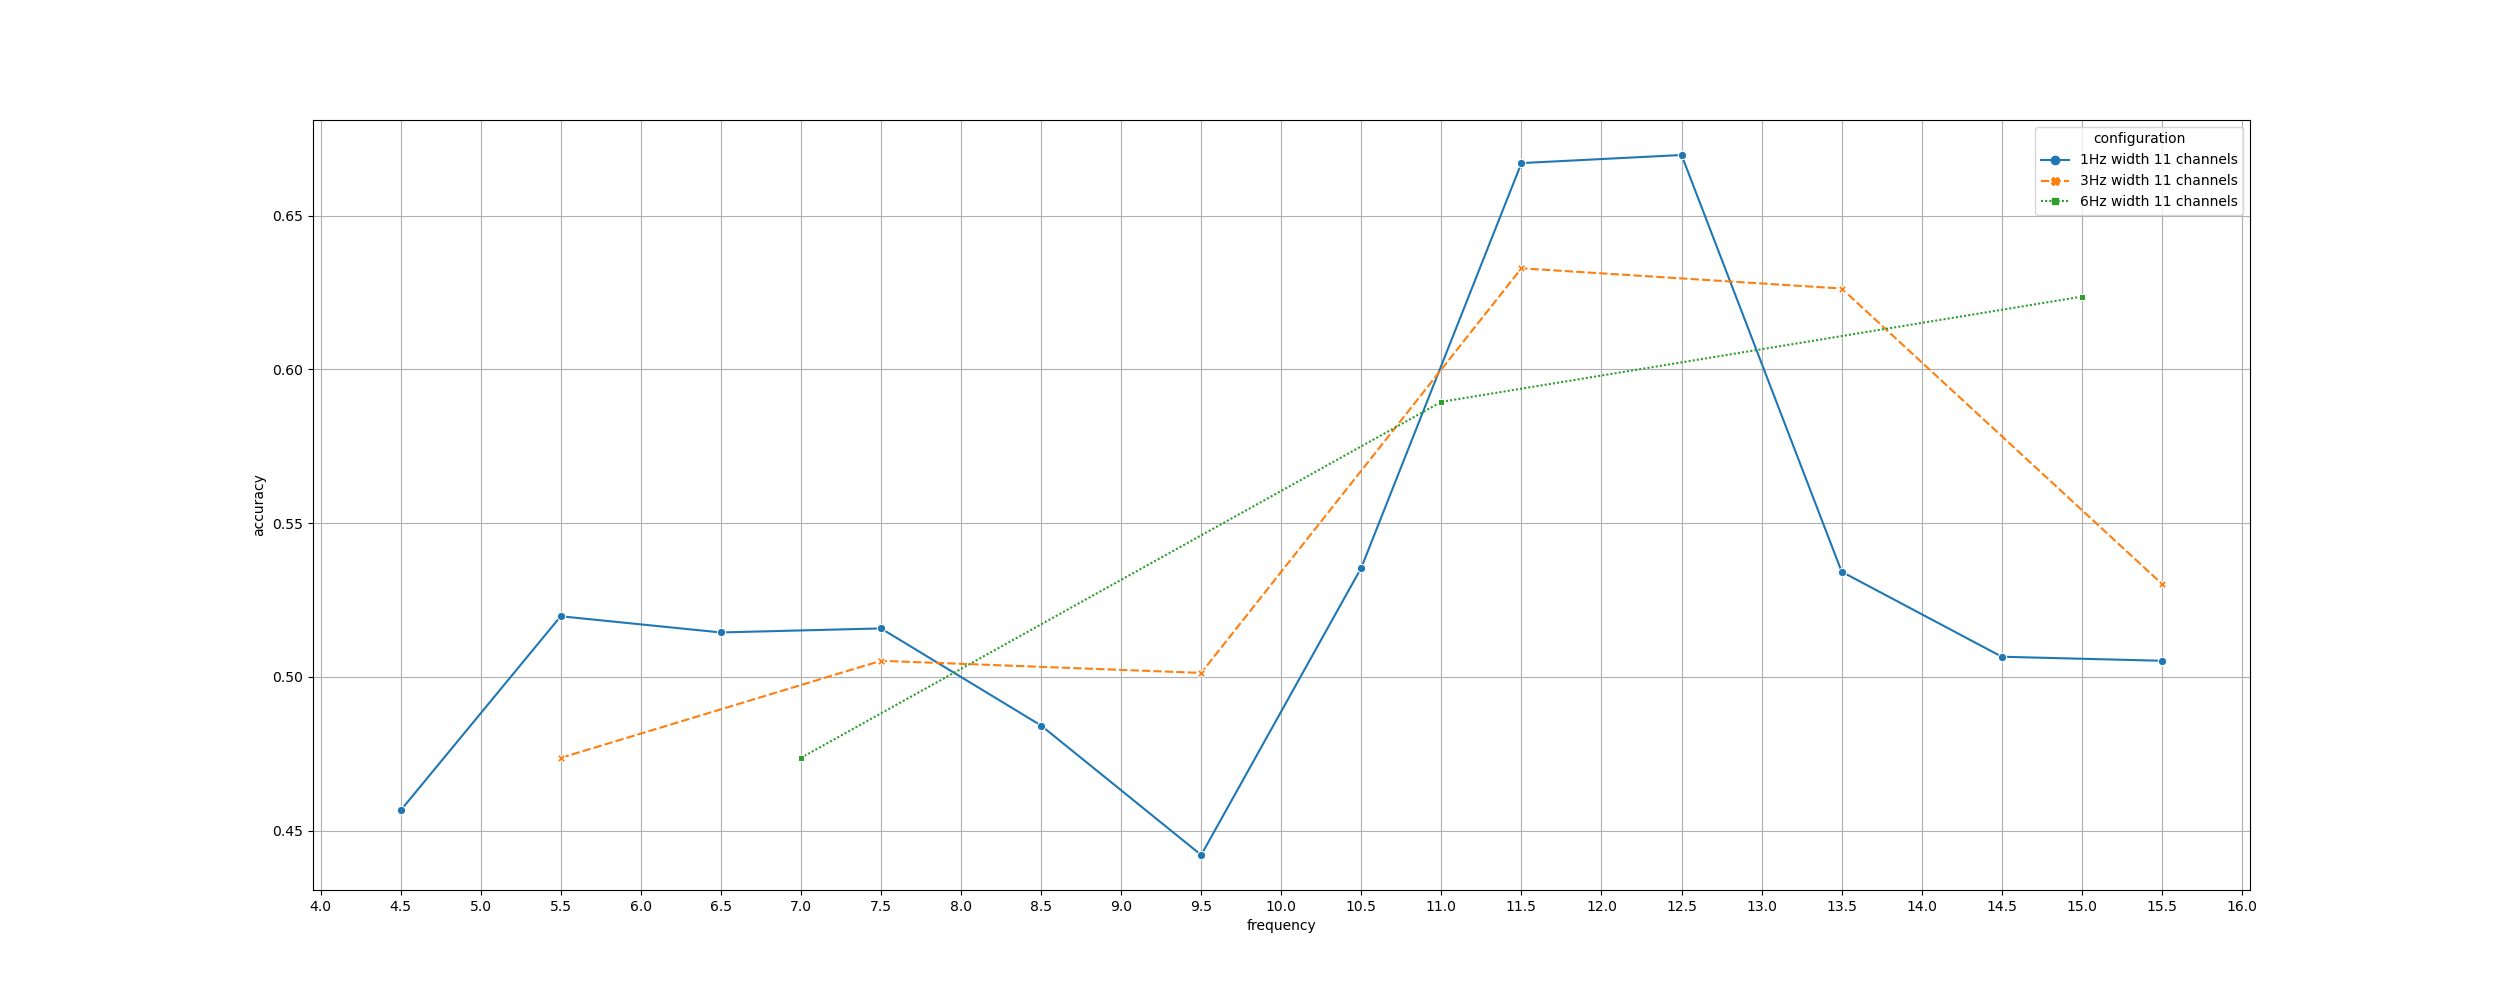 configuration
1Hz width 11 channels
3Hz width 11 channels
6Hz width 11 channels
accuracy
0.65
0.60
0.55
0.50
0.45
4.0 4.5 5.0 5.5 6.0 6.5 7.0 7.5 8.0 8.5 9.0 9.5 10.0 10.5 11.0 11.5 12.0 12.5 13.0 13.5 14.0 14.5 15.0 15.5 16.0
frequency